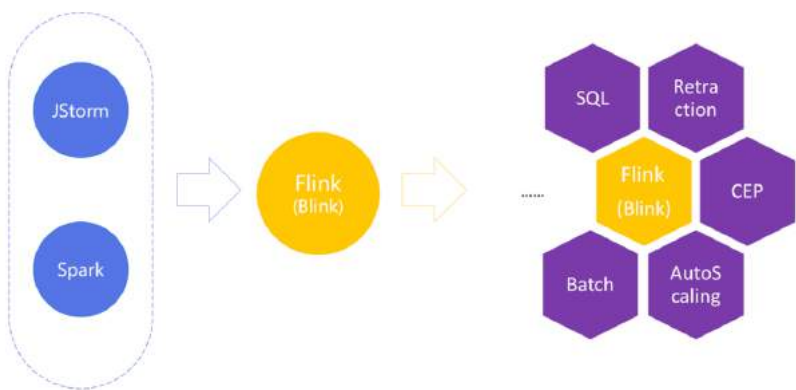 JStorm
Spark
Flink
(Blink)
SQL
Retra
ction
......
Flink
(Blink)
CEP
Batch
AutoS
caling